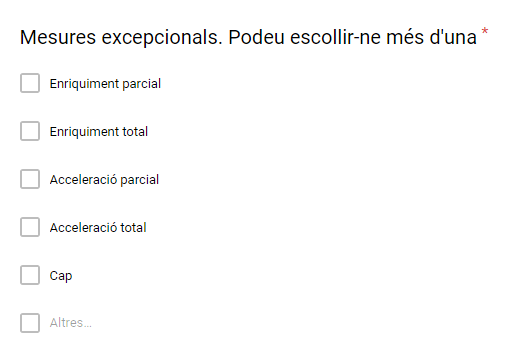 Mesures excepcionals. Podeu escollir-ne més d'una *
Enriquiment parcial
Enriquiment total
Acceleració parcial
Acceleració total
Cap
Altres...